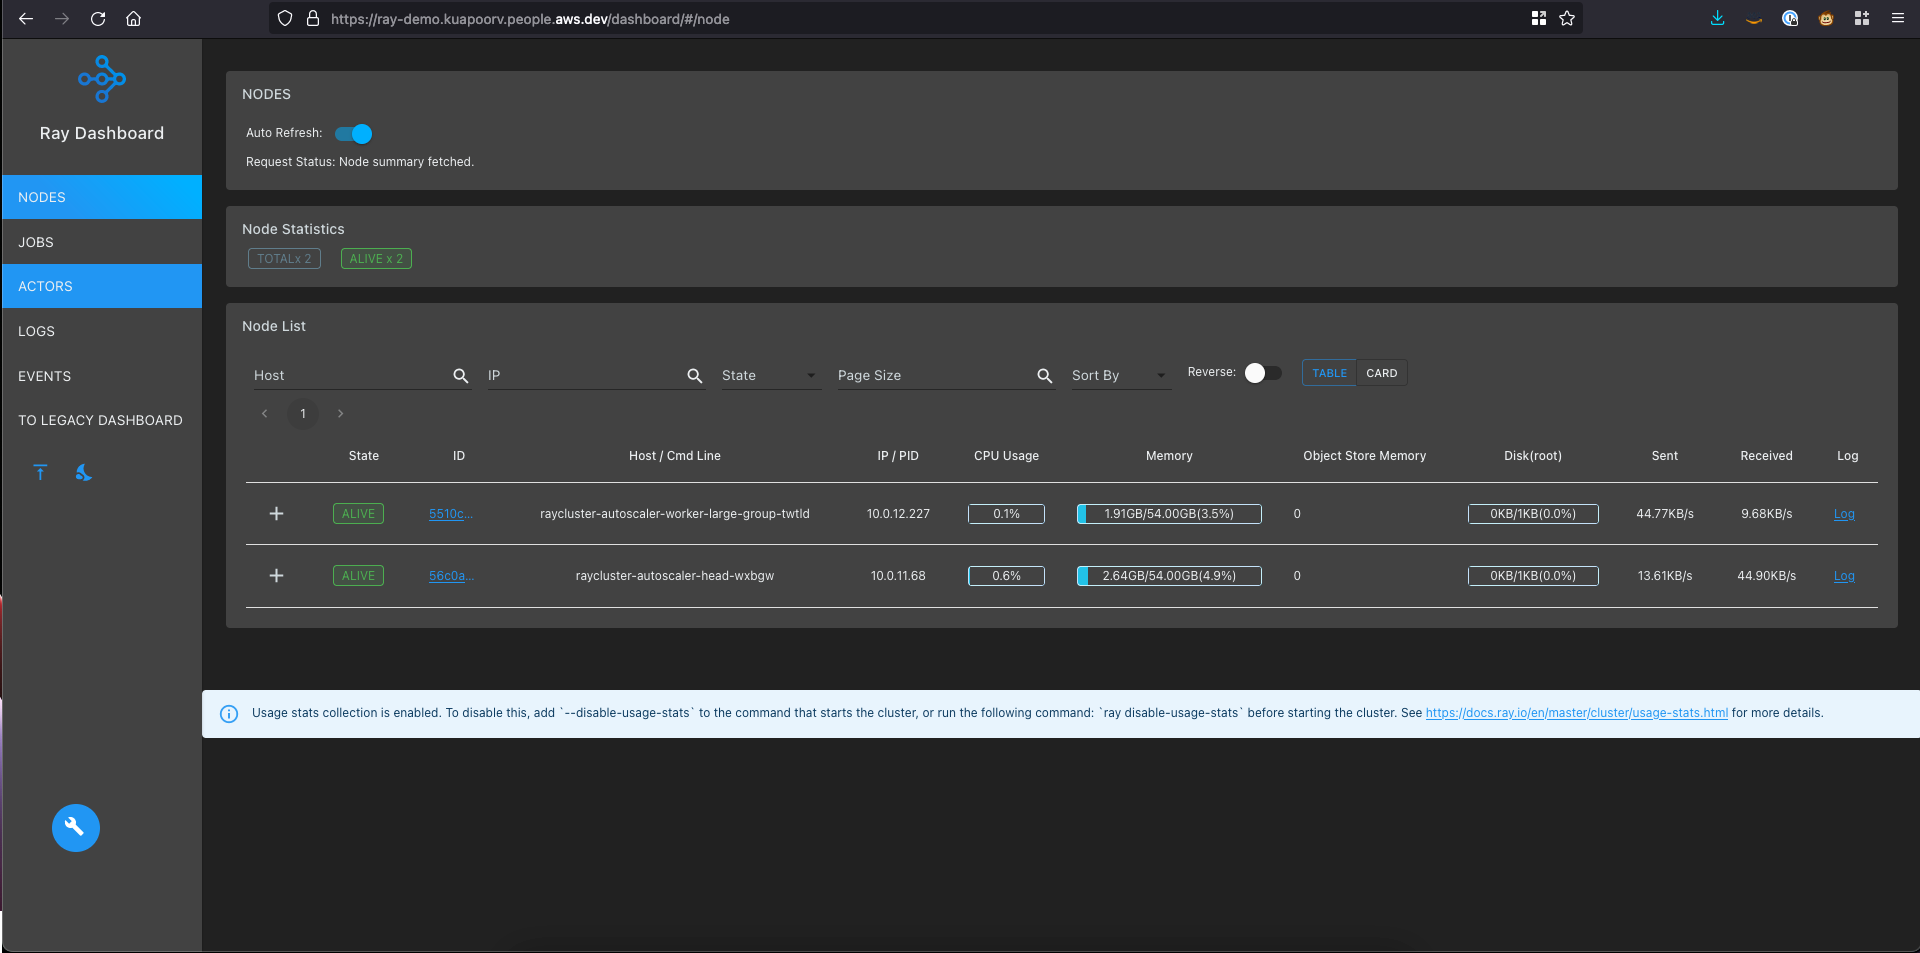 https://ray-demo.kuapoorv.people.aws.dev/dashboard/#/node
Ray Dashboard
NODES
JOBS
ACTORS
LOGS
EVENTS
TO LEGACY DASHBOARD
NODES
Auto Refresh:
Request Status: Node summary fetched.
Node Statistics
TOTALx 2 ALIVE x 2
Node List
Host IP State Page Size Sort By Reverse: TABLE CARD
1
State ID Host / Cmd Line IP / PID CPU Usage Memory Object Store Memory Disk(root) Sent Received Log
ALIVE 5510c... raycluster-autoscaler-worker-large-group-twtld 10.0.12.227 0.1% 1.91GB/54.00GB(3.5%) 0 0KB/1KB(0.0%) 44.77KB/s 9.68KB/s Log
ALIVE 56c0a... raycluster-autoscaler-head-wxbgw 10.0.11.68 0.6% 2.64GB/54.00GB(4.9%) 0 0KB/1KB(0.0%) 13.61KB/s 44.90KB/s Log
Usage stats collection is enabled. To disable this, add `--disable-usage-stats` to the command that starts the cluster, or run the following command: `ray disable-usage-stats` before starting the cluster. See https://docs.ray.io/en/master/cluster/usage-stats.html for more details.